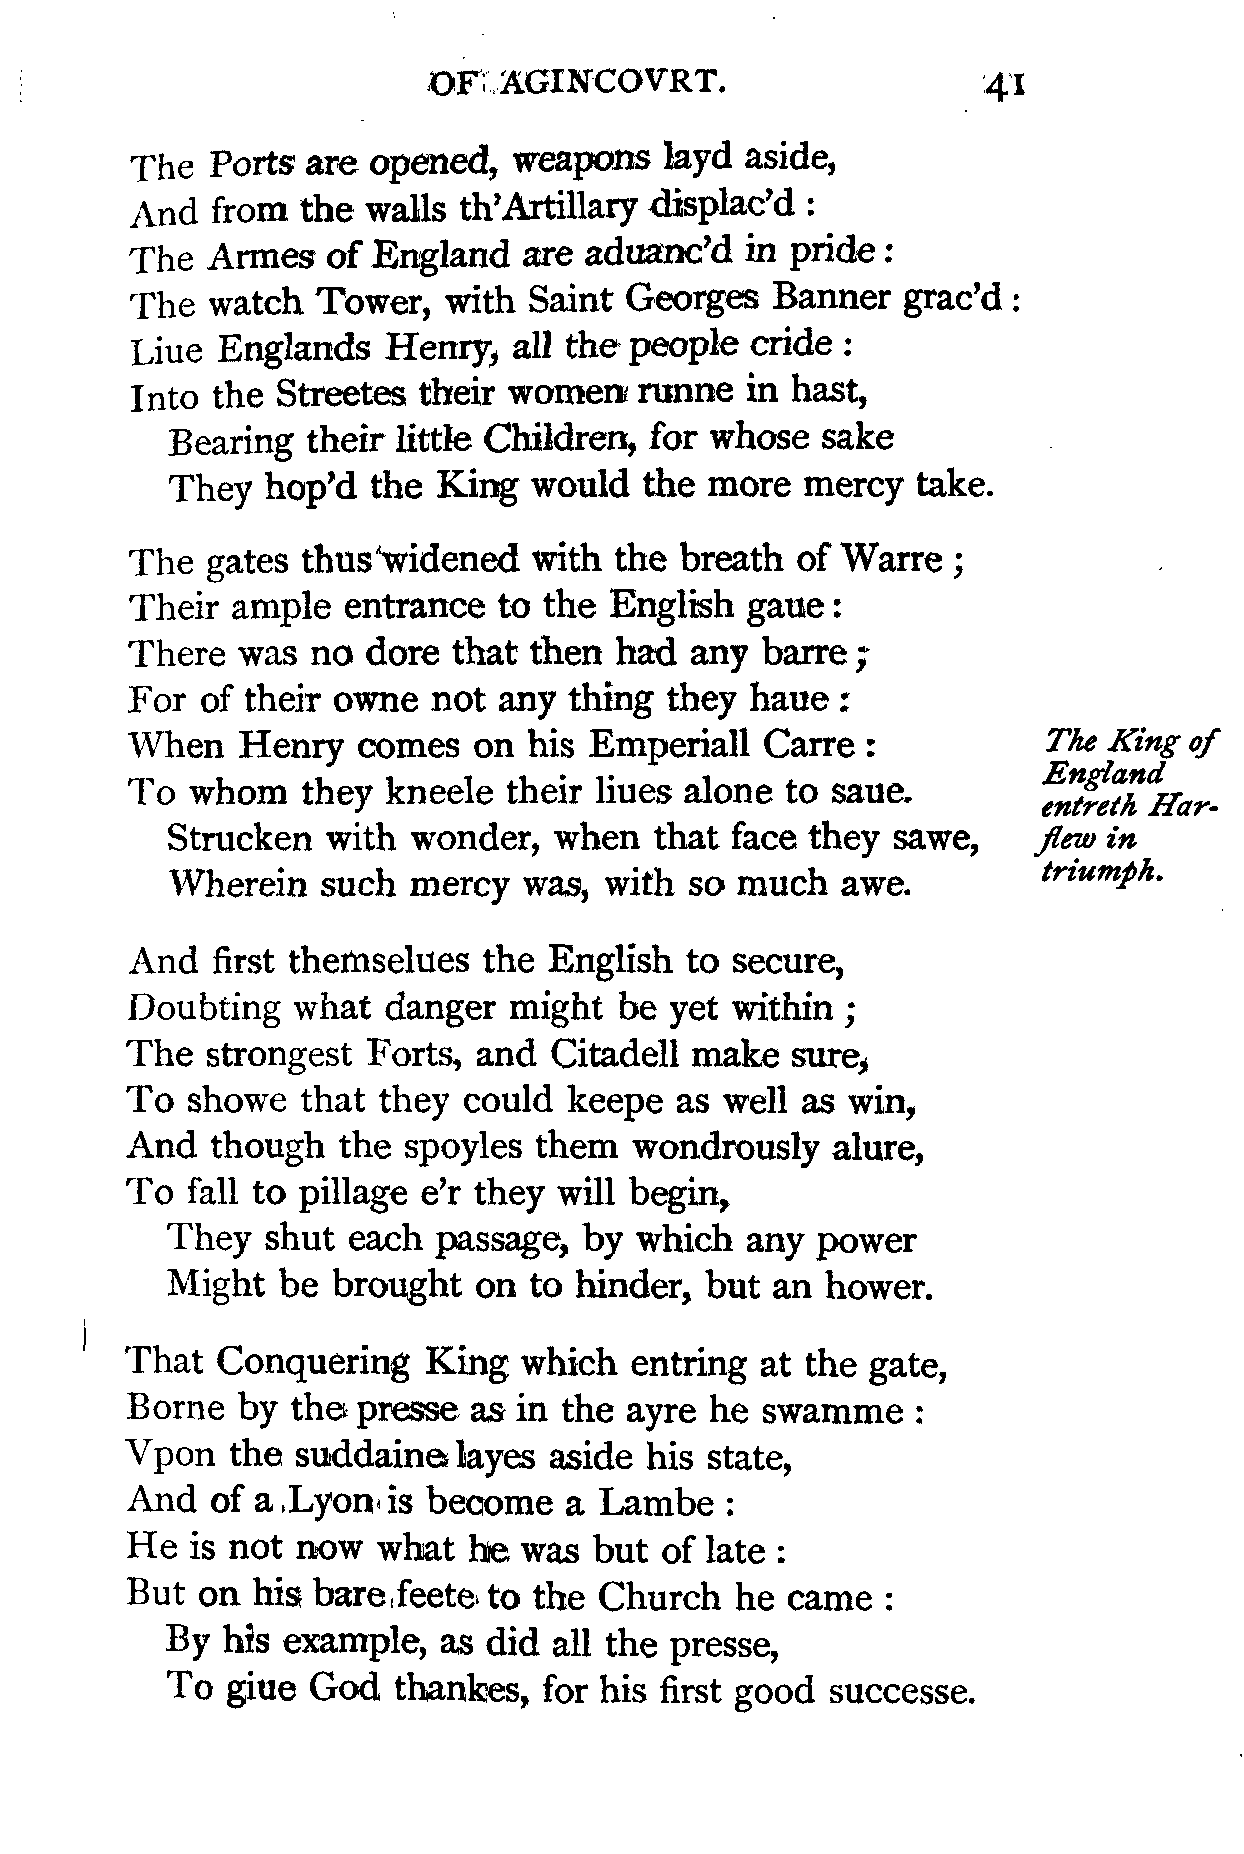 OF AGINCOVRT. 41
The Ports are opened, weapons layd aside,
And from the walls th'Artillary displac'd :
The Armes of England are aduanc'd in pride :
The watch Tower, with Saint Georges Banner grac'd :
Liue Englands Henry, all the people cride :
Into the Streetes their women runne in hast,
Bearing their little Children, for whose sake
They hop'd the King would the more mercy take.
The gates thus widened with the breath of Warre ;
Their ample entrance to the English gaue :
There was no dore that then had any barre ;
For of their owne not any thing they haue :
When Henry comes on his Emperiall Carre :
To whom they kneele their liues alone to saue.
Strucken with wonder, when that face they sawe,
Wherein such mercy was, with so much awe.
The King of
England
entreth Har-
flew in
triumph.
And first themselues the English to secure,
Doubting what danger might be yet within ;
The strongest Forts, and Citadell make sure,
To showe that they could keepe as well as win,
And though the spoyles them wondrously alure,
To fall to pillage e'r they will begin,
They shut each passage, by which any power
Might be brought on to hinder, but an hower.
That Conquering King which entring at the gate,
Borne by the presse as in the ayre he swamme :
Vpon the suddaine layes aside his state,
And of a Lyon is become a Lambe :
He is not now what he was but of late :
But on his bare feete to the Church he came :
By his example, as did all the presse,
To giue God thankes, for his first good successe.